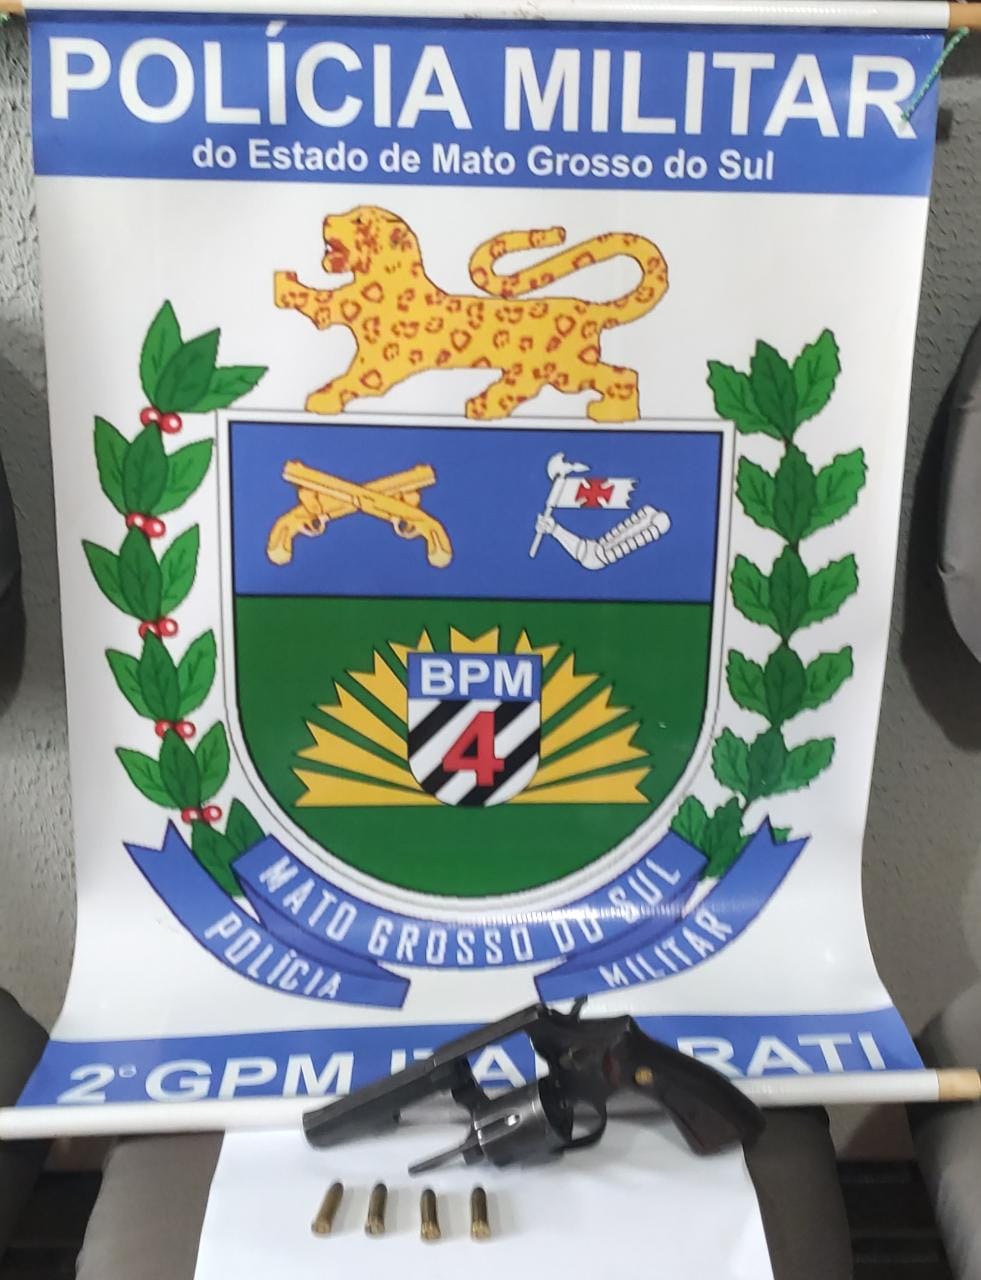 POLÍCIA MILITAR
do Estado de Mato Grosso do Sul
BPM
4
MATO GROSSO DO SUL
POLÍCIA MILITAR
2º GPM